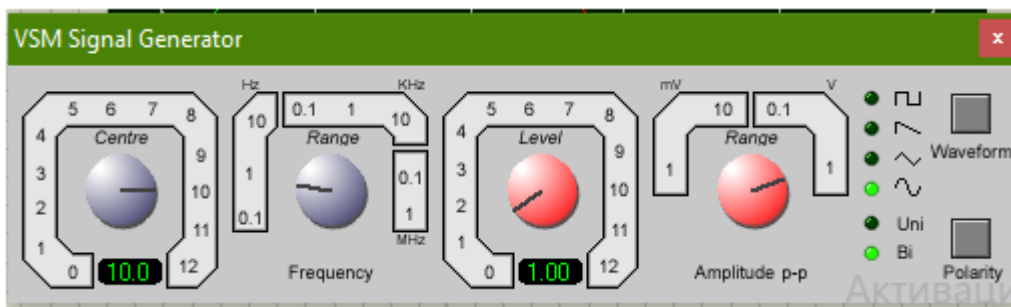 VSM Signal Generator
x
Hz KHz mV V
5 6 7 8 0.1 1 10 5 6 7 8 10 0.1
4 Centre 10 Range 4 Level Range
3 9 1 0.1 3 9 1 1 Waveform
2 10 2 10
1 11 0.1 1 1 11 Uni
0 10.0 12 MHz 0 1.00 12 Bi
Frequency Amplitude p-p Polarity
Активаци